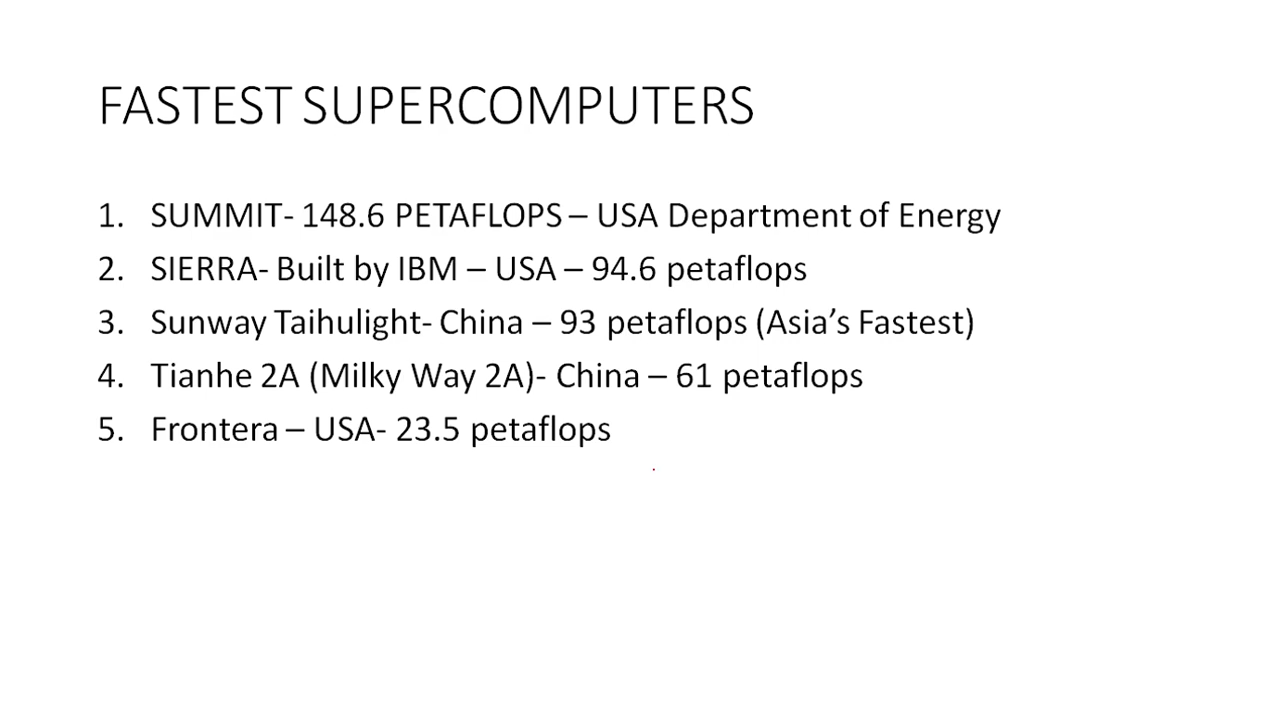 FASTEST SUPERCOMPUTERS
1. SUMMIT- 148.6 PETAFLOPS – USA Department of Energy
2. SIERRA- Built by IBM – USA – 94.6 petaflops
3. Sunway Taihulight- China – 93 petaflops (Asia’s Fastest)
4. Tianhe 2A (Milky Way 2A)- China – 61 petaflops
5. Frontera – USA- 23.5 petaflops